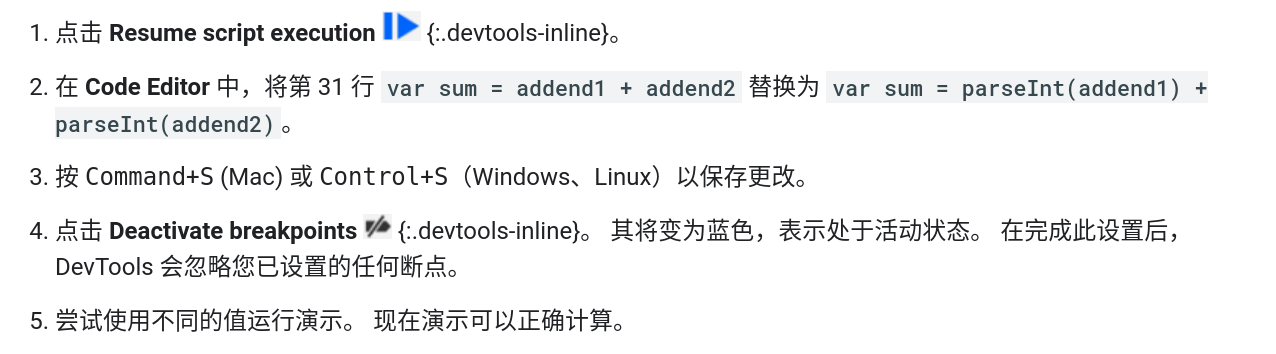 1. 点击 Resume script execution {:.devtools-inline}。
2. 在 Code Editor 中，将第 31 行 var sum = addend1 + addend2 替换为 var sum = parseInt(addend1) +
parseInt(addend2) 。
3. 按 Command+S (Mac) 或 Control+S（Windows、Linux）以保存更改。
4. 点击 Deactivate breakpoints {:.devtools-inline}。 其将变为蓝色，表示处于活动状态。 在完成此设置后，
DevTools 会忽略您已设置的任何断点。
5. 尝试使用不同的值运行演示。 现在演示可以正确计算。